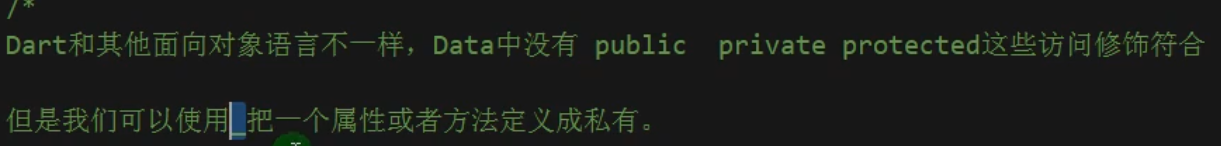 /*
Dart和其他面向对象语言不一样，Data中没有 public  private protected这些访问修饰符合
但是我们可以使用_把一个属性或者方法定义成私有。